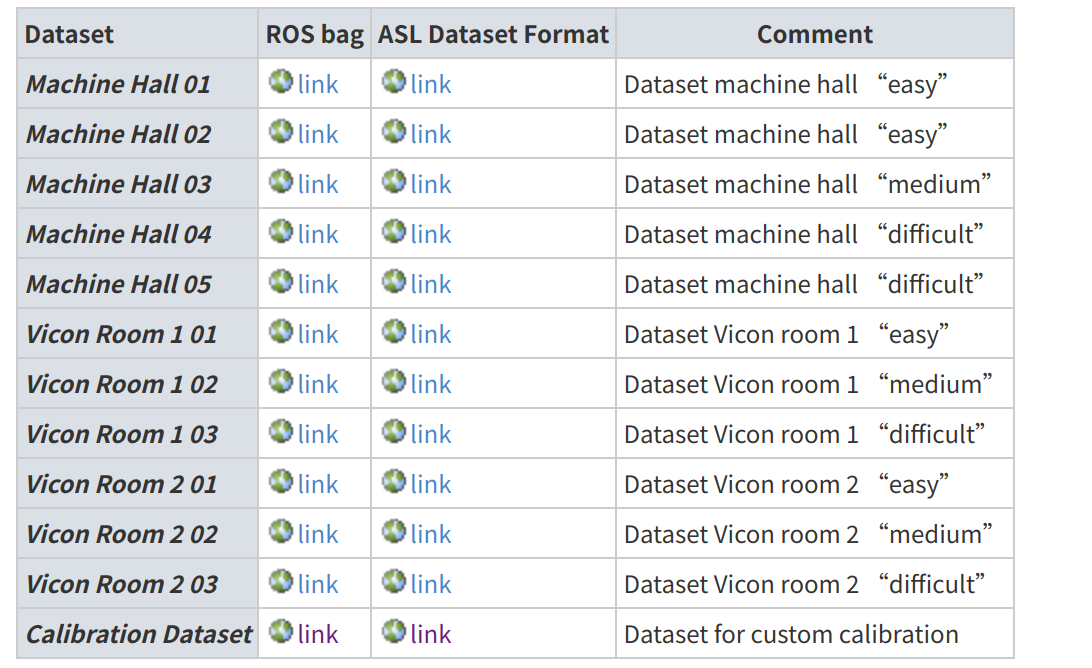 Dataset ROS bag ASL Dataset Format Comment
Machine Hall 01 link link Dataset machine hall “easy”
Machine Hall 02 link link Dataset machine hall “easy”
Machine Hall 03 link link Dataset machine hall “medium”
Machine Hall 04 link link Dataset machine hall “difficult”
Machine Hall 05 link link Dataset machine hall “difficult”
Vicon Room 1 01 link link Dataset Vicon room 1 “easy”
Vicon Room 1 02 link link Dataset Vicon room 1 “medium”
Vicon Room 1 03 link link Dataset Vicon room 1 “difficult”
Vicon Room 2 01 link link Dataset Vicon room 2 “easy”
Vicon Room 2 02 link link Dataset Vicon room 2 “medium”
Vicon Room 2 03 link link Dataset Vicon room 2 “difficult”
Calibration Dataset link link Dataset for custom calibration